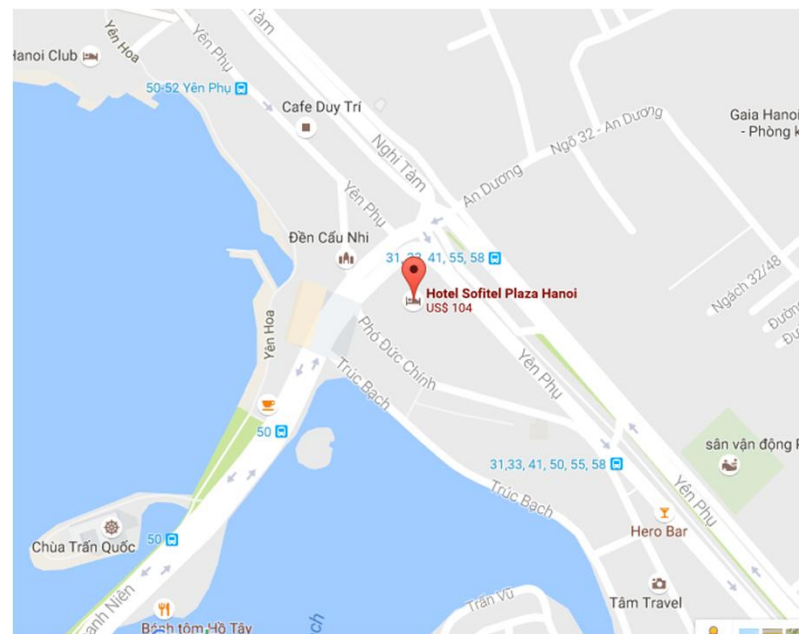 Yên Phụ
Tàm
Yên Hoa
Hanoi Club
50-52 Yên Phụ
Cafe Duy Trí
Gaia Hanoi
- Phòng k
Nghi Tàm
Ngõ 32 - An Dương
An Dương
Yên Phụ
Đền Cẩu Nhi
31, 33, 41, 55, 58
Hotel Sofitel Plaza Hanoi
US$ 104
Ngách 32/48
Yên Hoa
Phó Đức Chính
Trúc Bạch
Yên Phụ
50
31,33, 41, 50, 55, 58
sân vận động
Trúc Bạch
Yên Phụ
Hero Bar
50
Chùa Trấn Quốc
Tâm Travel
Trấn Vũ
anh Niên
Bánh tôm Hồ Tây
ch